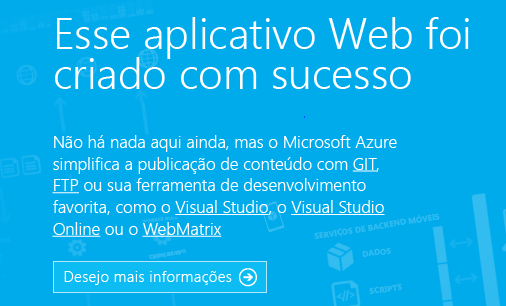 Esse aplicativo Web foi
criado com sucesso
Não há nada aqui ainda, mas o Microsoft Azure
simplifica a publicação de conteúdo com GIT,
FTP ou sua ferramenta de desenvolvimento
favorita, como o Visual Studio, o Visual Studio
Online ou o WebMatrix
SERVIÇOS DE BACKEND MÓVEIS
DADOS
Desejo mais informações
SCRIPTS